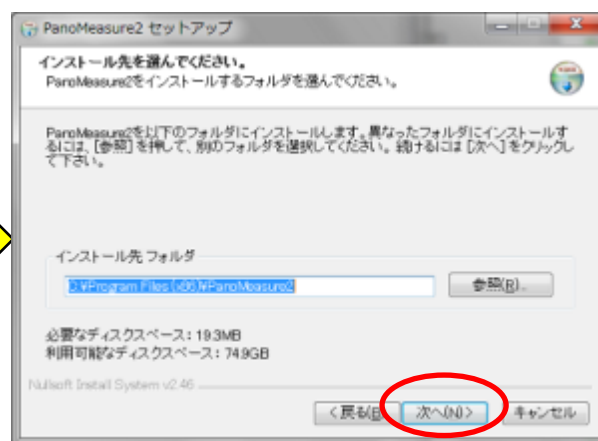 PanoMeasure2 セットアップ
インストール先を選んでください。
PanoMeasure2をインストールするフォルダを選んでください。
PanoMeasure2を以下のフォルダにインストールします。異なったフォルダにインストールす
るには、[参照]を押して、別のフォルダを選択してください。続けるには [次へ]をクリックし
て下さい。
インストール先 フォルダ
:¥Program Files (x86)¥PanoMeasure2
参照(R)...
必要なディスクスペース: 19.3MB
利用可能なディスクスペース: 74.9GB
Nullsoft Install System v2.46
< 戻る(B)
次へ(N) >
キャンセル